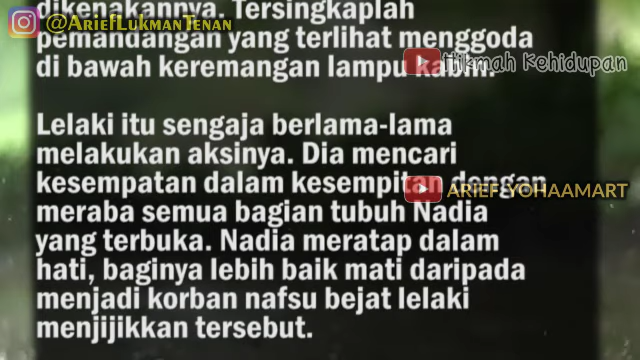 dikenakannya. Tersingkaplah
@AriefLukmanTenan
pemandangan yang terlihat menggoda
di bawah keremangan lampu kabin.
Hikmah Kehidupan
Lelaki itu sengaja berlama-lama
melakukan aksinya. Dia mencari
kesempatan dalam kesempitan dengan
ARIEF YOHAAMART
meraba semua bagian tubuh Nadia
yang terbuka. Nadia meratap dalam
hati, baginya lebih baik mati daripada
menjadi korban nafsu bejat lelaki
menjijikkan tersebut.